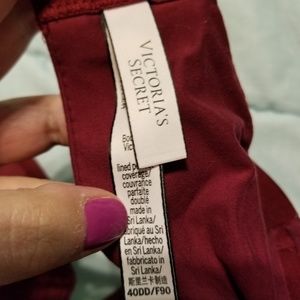 VICTORIA'S
SECRET
lined
coverage/
couvrance
parfaite
doublé
made in
Sri Lanka/
fabriqué au Sri
Lanka/hecho
en Sri Lanka/
fabbricato in
Sri Lanka/
斯里兰卡制造
40DD/F90